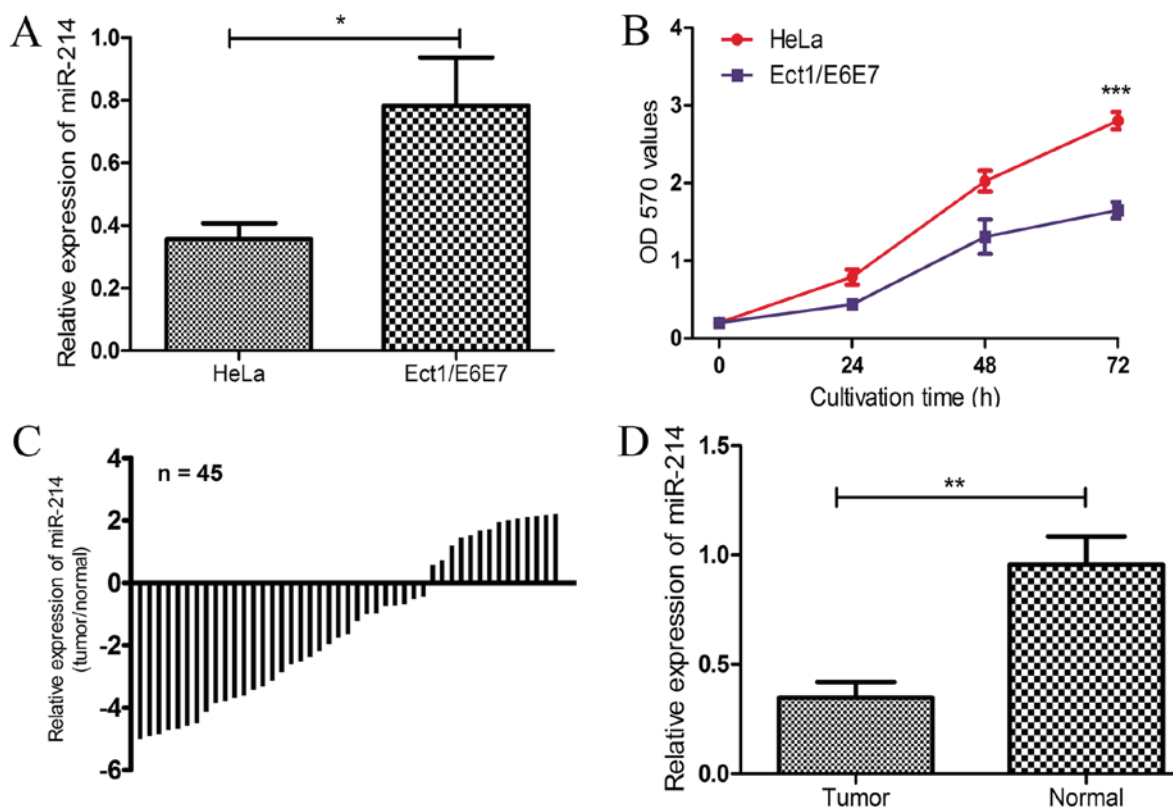 A
Relative expression of miR-214
1.0
0.8
0.6
0.4
0.2
0.0
*
HeLa
Ect1/E6E7
B
OD 570 values
4
3
2
1
0
HeLa
Ect1/E6E7
***
0 24 48 72
Cultivation time (h)
C
Relative expression of miR-214
(tumor/normal)
4
2
0
-2
-4
-6
n = 45
D
Relative expression of miR-214
1.5
1.0
0.5
0.0
**
Tumor
Normal